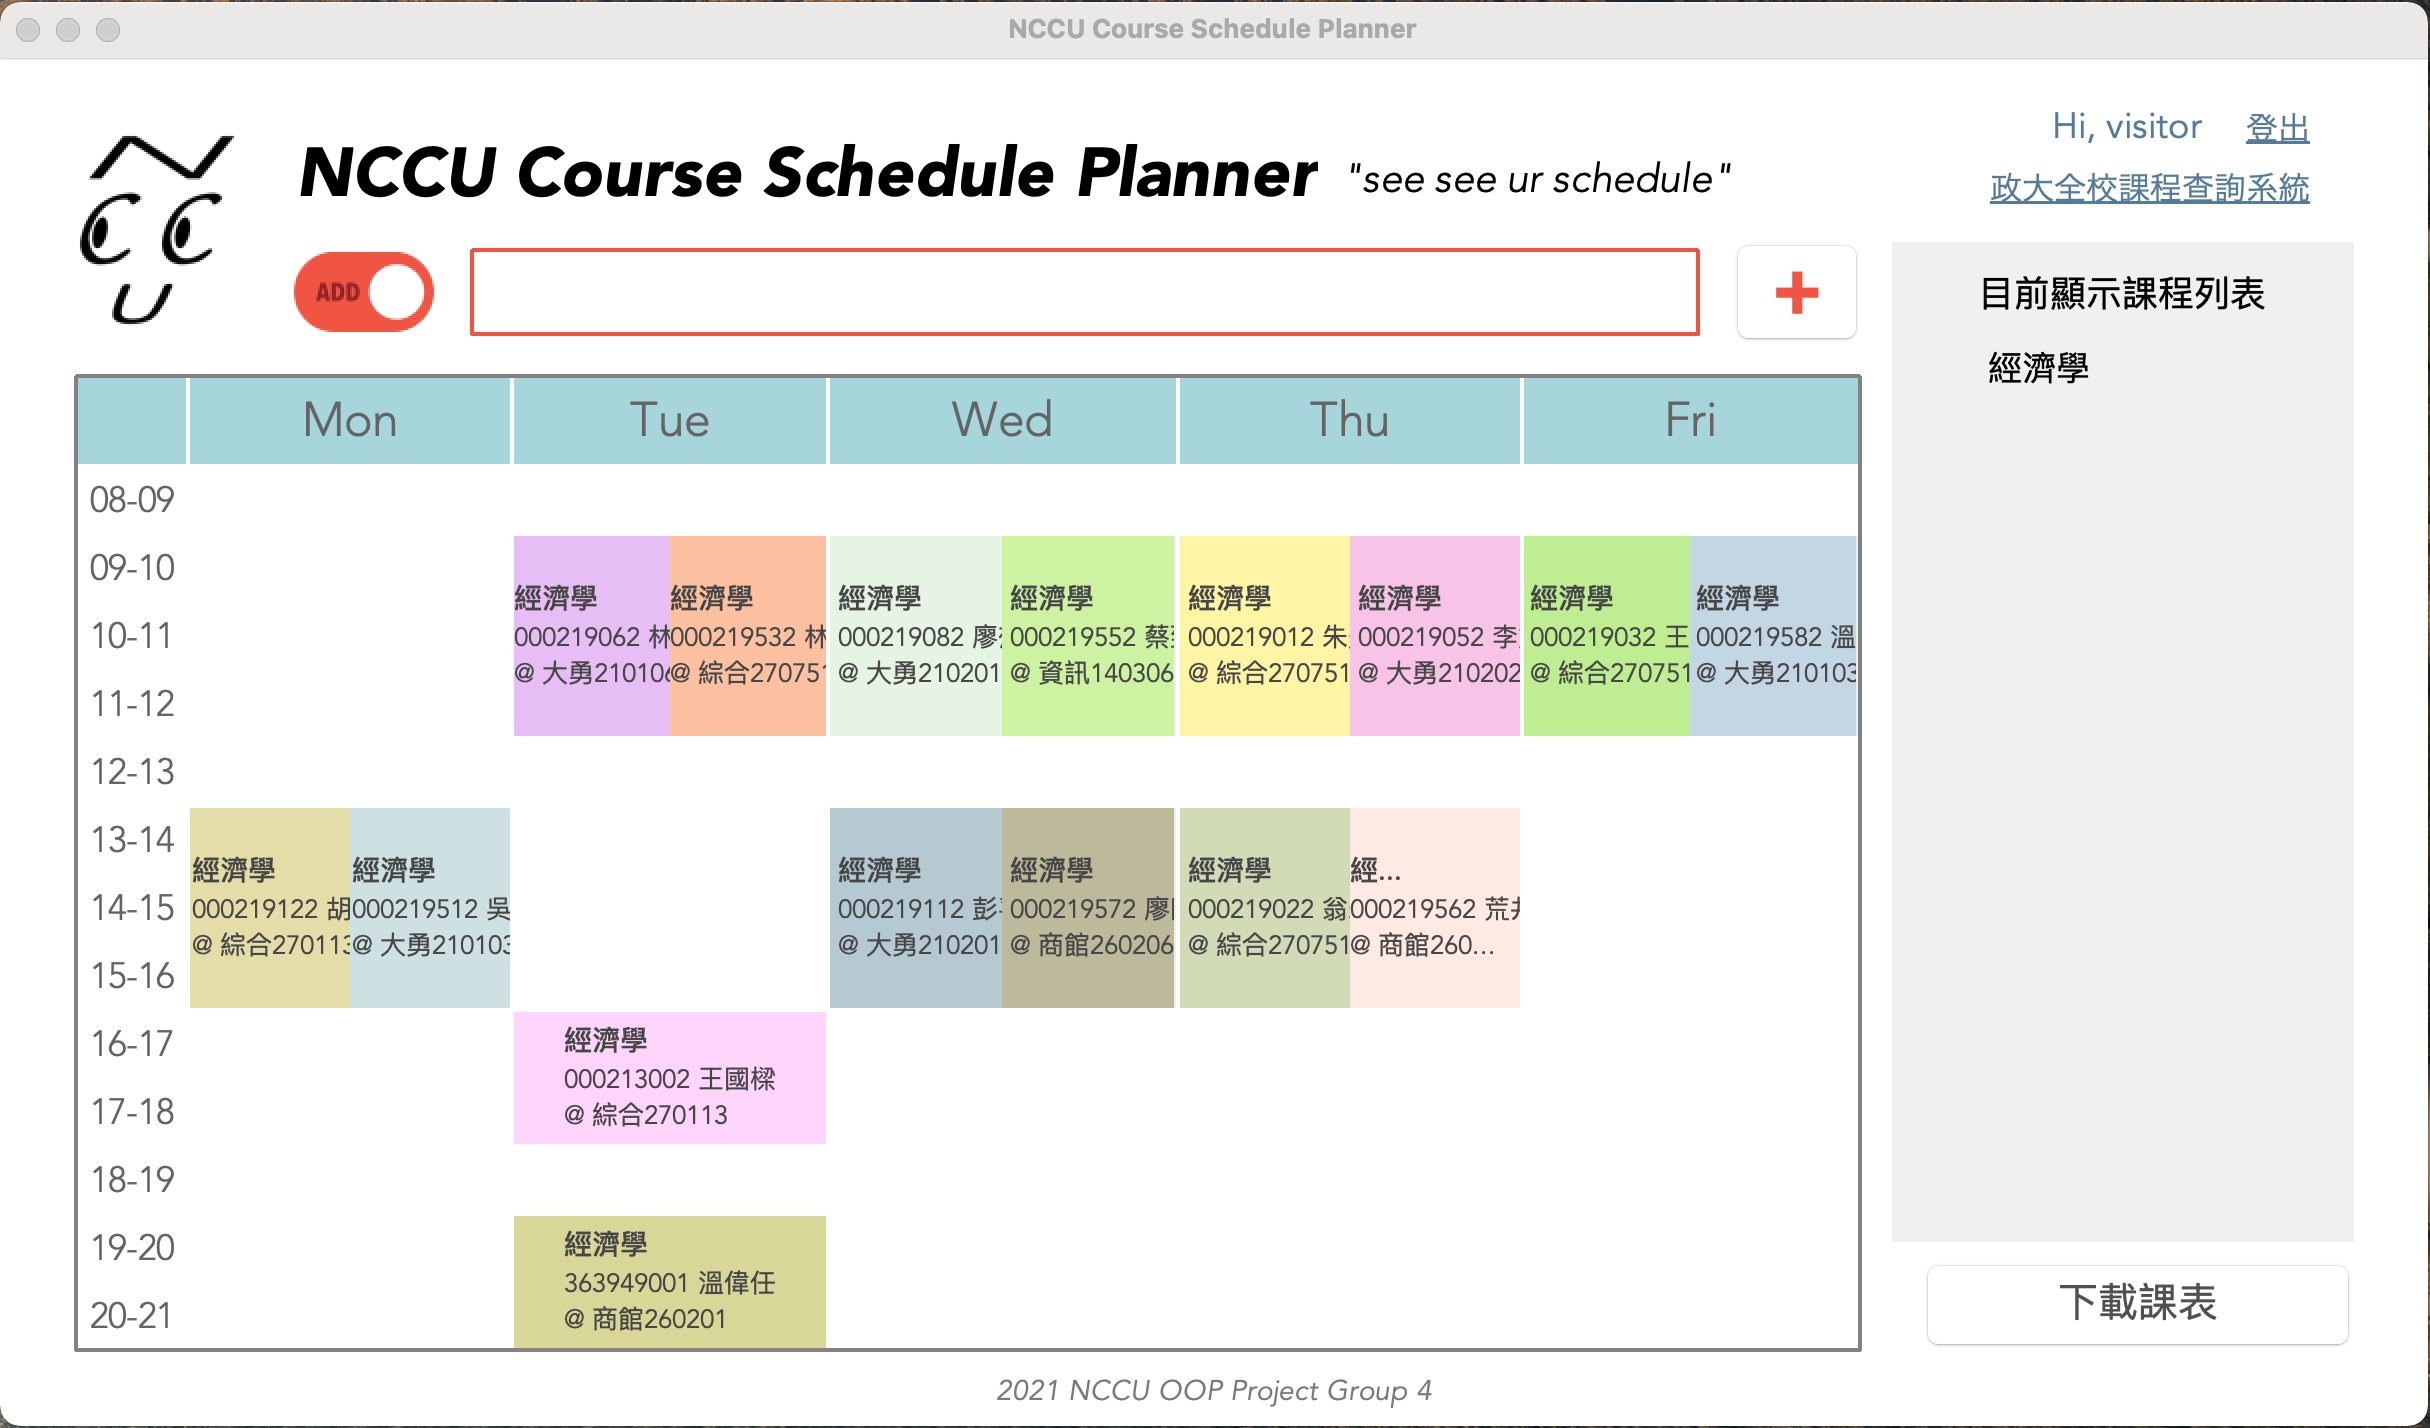 NCCU Course Schedule Planner
Hi, visitor 登出
NCCU
NCCU Course Schedule Planner "see see ur schedule"
政大全校課程查詢系統
ADD
+
目前顯示課程列表
經濟學
Mon Tue Wed Thu Fri
08-09
09-10
10-11
11-12
12-13
13-14
14-15
15-16
16-17
17-18
18-19
19-20
20-21
經濟學
000219122 胡
@ 綜合270113
經濟學
000219512 吳
@ 大勇210103
經濟學
000219062 林
@ 大勇210106
經濟學
000219532 林
@ 綜合270751
經濟學
000213002 王國樑
@ 綜合270113
經濟學
363949001 溫偉任
@ 商館260201
經濟學
000219082 廖
@ 大勇210201
經濟學
000219552 蔡
@ 資訊140306
經濟學
000219112 彭
@ 大勇210201
經濟學
000219572 廖
@ 商館260206
經濟學
000219012 朱
@ 綜合270751
經濟學
000219052 李
@ 大勇210202
經濟學
000219022 翁
@ 綜合270751
經...
000219562 荒井
@ 商館260...
經濟學
000219032 王
@ 綜合270751
經濟學
000219582 溫
@ 大勇210103
下載課表
2021 NCCU OOP Project Group 4